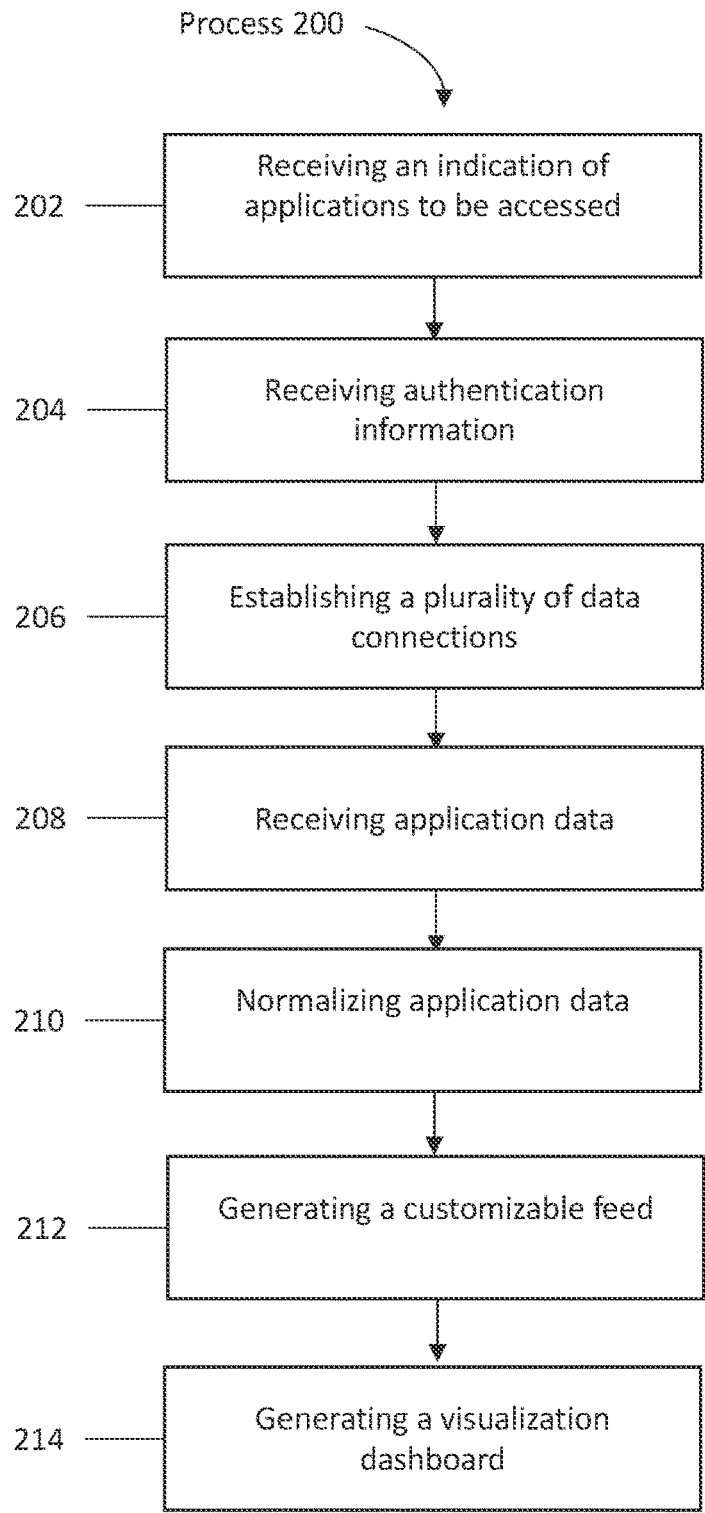 Process 200
202
Receiving an indication of
applications to be accessed
204
Receiving authentication
information
206
Establishing a plurality of data
connections
208
Receiving application data
210
Normalizing application data
212
Generating a customizable feed
214
Generating a visualization
dashboard